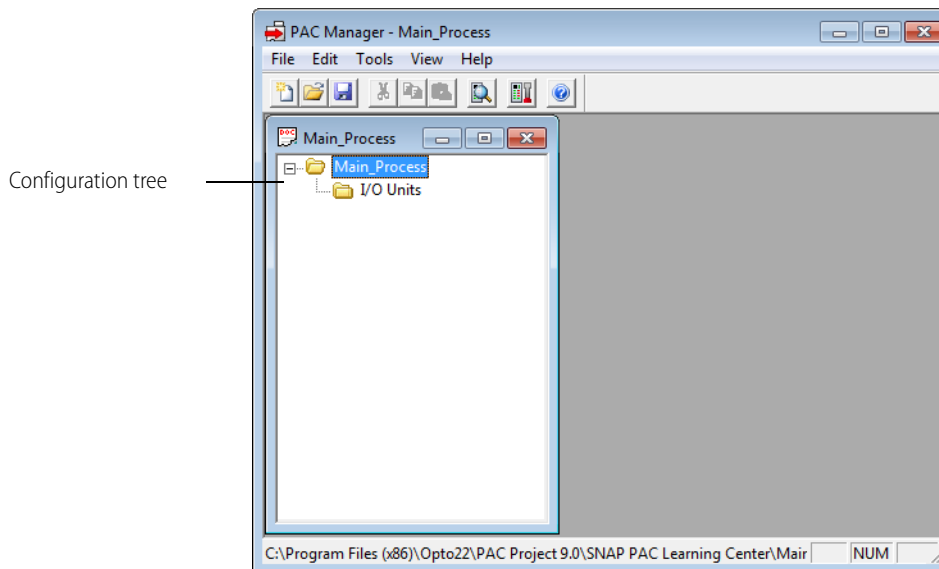 PAC Manager - Main_Process
File Edit Tools View Help
Main_Process
Main_Process
I/O Units
Configuration tree
C:\Program Files (x86)\Opto22\PAC Project 9.0\SNAP PAC Learning Center\Mair
NUM